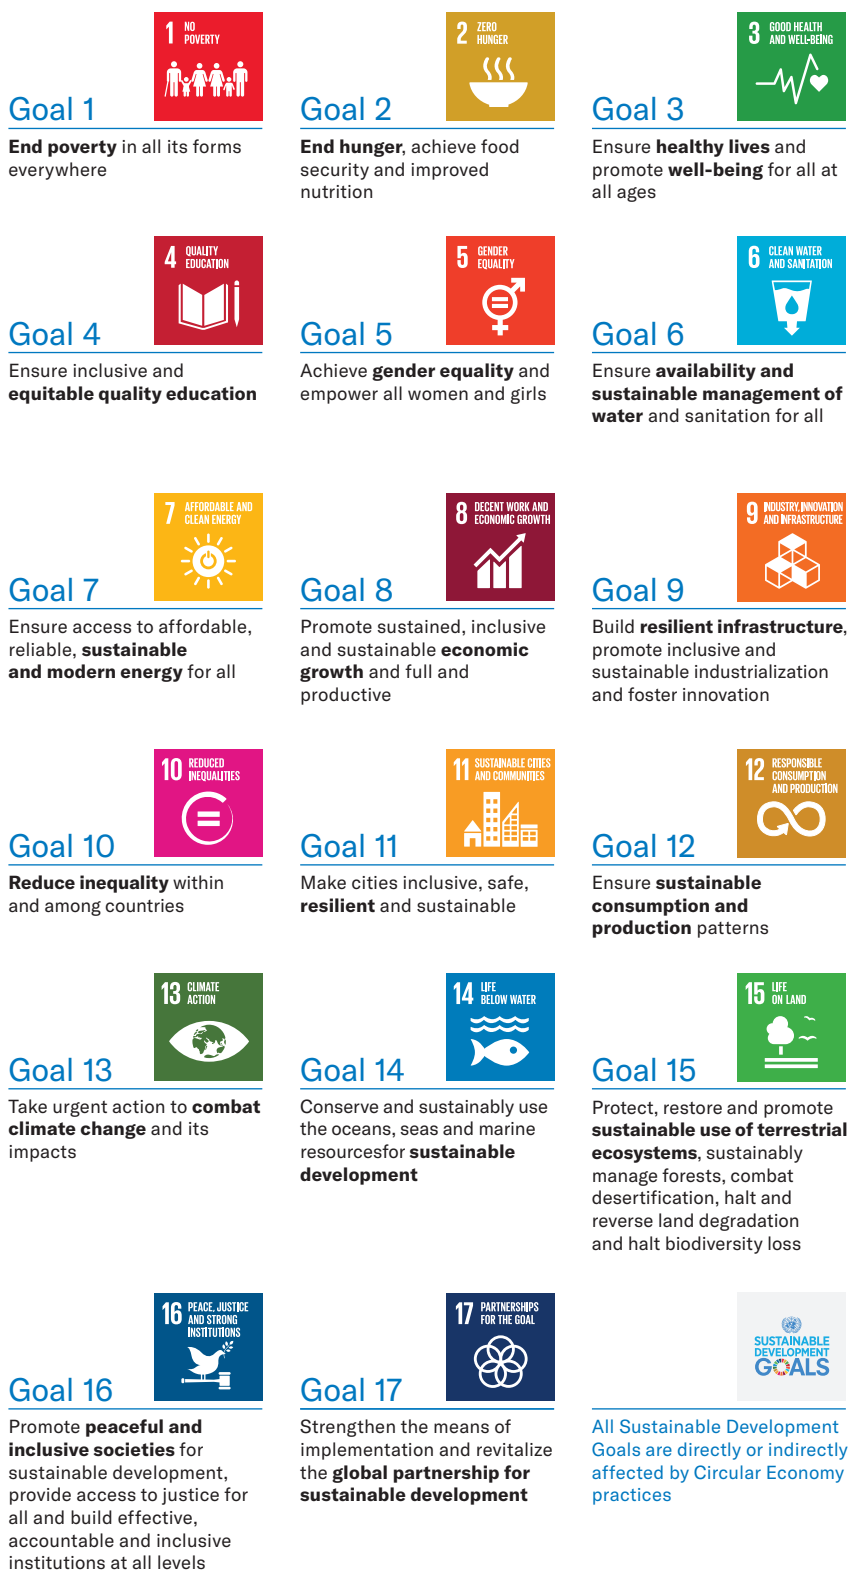 1 NO
POVERTY
Goal 1
End poverty in all its forms
everywhere
2 ZERO
HUNGER
Goal 2
End hunger, achieve food
security and improved
nutrition
3 GOOD HEALTH
AND WELL-BEING
Goal 3
Ensure healthy lives and
promote well-being for all at
all ages
4 QUALITY
EDUCATION
Goal 4
Ensure inclusive and
equitable quality education
5 GENDER
EQUALITY
Goal 5
Achieve gender equality and
empower all women and girls
6 CLEAN WATER
AND SANITATION
Goal 6
Ensure availability and
sustainable management of
water and sanitation for all
7 AFFORDABLE AND
CLEAN ENERGY
Goal 7
Ensure access to affordable,
reliable, sustainable
and modern energy for all
8 DECENT WORK AND
ECONOMIC GROWTH
Goal 8
Promote sustained, inclusive
and sustainable economic
growth and full and
productive
9 INDUSTRY, INNOVATION
AND INFRASTRUCTURE
Goal 9
Build resilient infrastructure,
promote inclusive and
sustainable industrialization
and foster innovation
10 REDUCED
INEQUALITIES
Goal 10
Reduce inequality within
and among countries
11 SUSTAINABLE CITIES
AND COMMUNITIES
Goal 11
Make cities inclusive, safe,
resilient and sustainable
12 RESPONSIBLE
CONSUMPTION
AND PRODUCTION
Goal 12
Ensure sustainable
consumption and
production patterns
13 CLIMATE
ACTION
Goal 13
Take urgent action to combat
climate change and its
impacts
14 LIFE
BELOW WATER
Goal 14
Conserve and sustainably use
the oceans, seas and marine
resourcesfor sustainable
development
15 LIFE
ON LAND
Goal 15
Protect, restore and promote
sustainable use of terrestrial
ecosystems, sustainably
manage forests, combat
desertification, halt and
reverse land degradation
and halt biodiversity loss
16 PEACE, JUSTICE
AND STRONG
INSTITUTIONS
Goal 16
Promote peaceful and
inclusive societies for
sustainable development,
provide access to justice for
all and build effective,
accountable and inclusive
institutions at all levels
17 PARTNERSHIPS
FOR THE GOAL
Goal 17
Strengthen the means of
implementation and revitalize
the global partnership for
sustainable development
SUSTAINABLE
DEVELOPMENT
GOALS
All Sustainable Development
Goals are directly or indirectly
affected by Circular Economy
practices